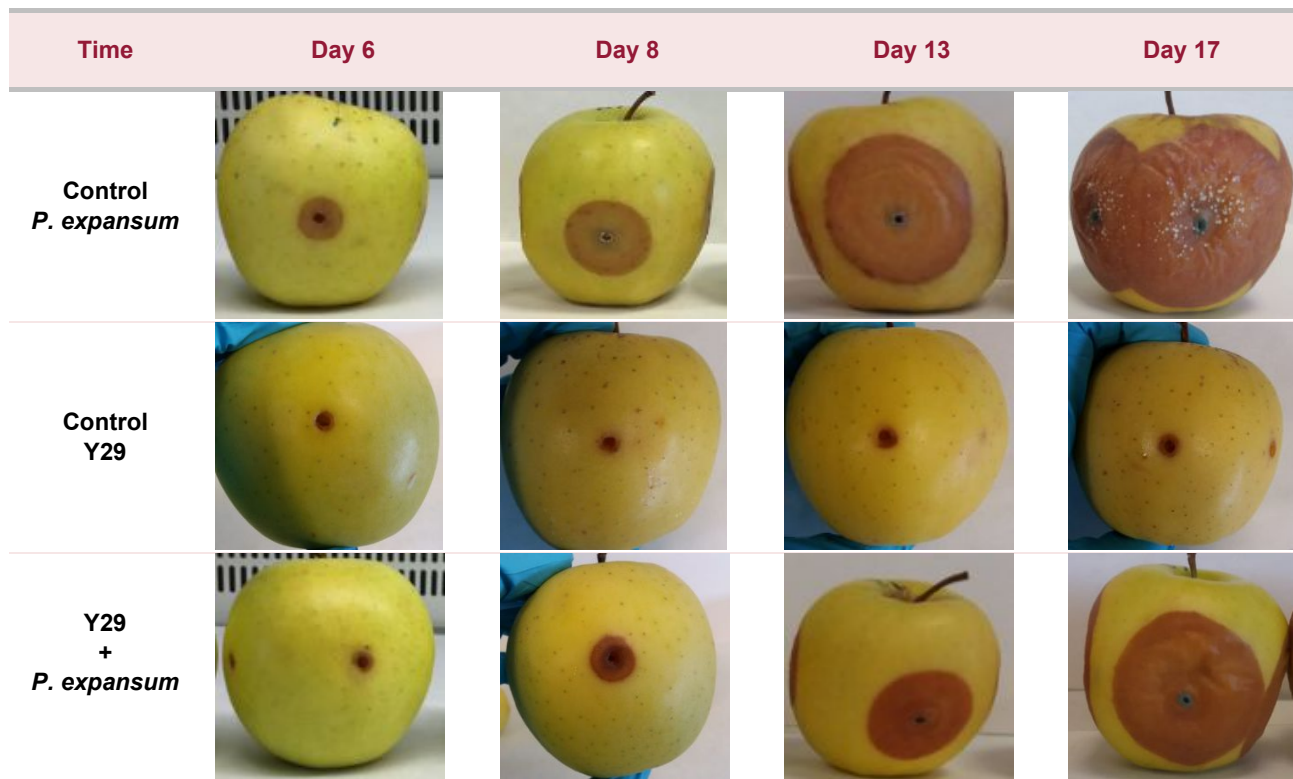 Time Day 6 Day 8 Day 13 Day 17
Control
P. expansum
Control
Y29
Y29
+
P. expansum